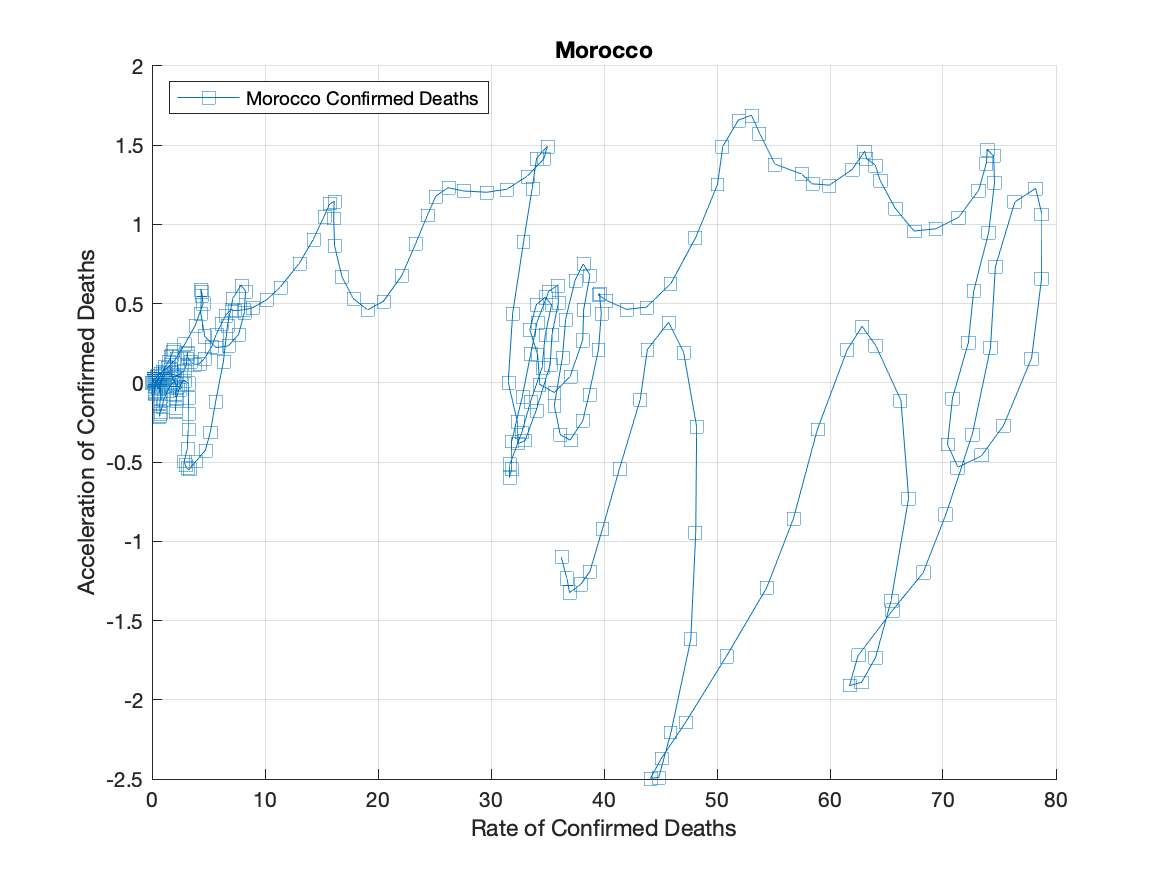 Morocco
Morocco Confirmed Deaths
Acceleration of Confirmed Deaths
2
1.5
1
0.5
0
-0.5
-1
-1.5
-2
-2.5
0 10 20 30 40 50 60 70 80
Rate of Confirmed Deaths